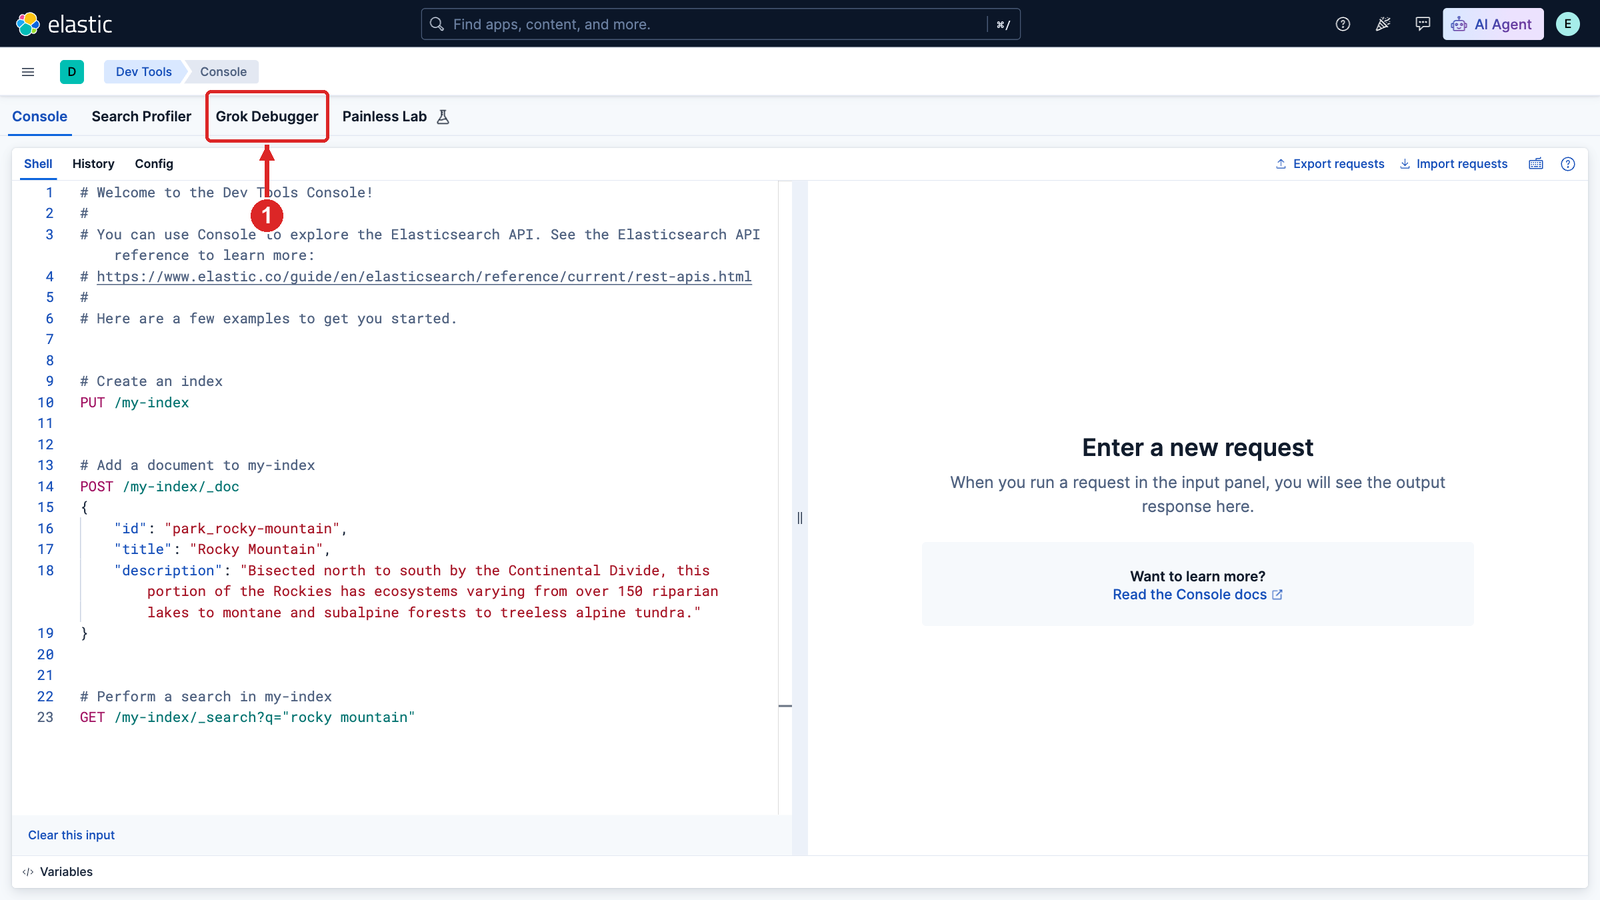 elastic
Find apps, content, and more.
⌘/
AI Agent
E
D
Dev Tools
Console
Console
Search Profiler
Grok Debugger
Painless Lab
1
Shell
History
Config
Export requests
Import requests
1 # Welcome to the Dev Tools Console!
2 #
3 # You can use Console to explore the Elasticsearch API. See the Elasticsearch API
reference to learn more:
4 # https://www.elastic.co/guide/en/elasticsearch/reference/current/rest-apis.html
5 #
6 # Here are a few examples to get you started.
7
8
9 # Create an index
10 PUT /my-index
11
12
13 # Add a document to my-index
14 POST /my-index/_doc
15 {
16 "id": "park_rocky-mountain",
17 "title": "Rocky Mountain",
18 "description": "Bisected north to south by the Continental Divide, this
portion of the Rockies has ecosystems varying from over 150 riparian
lakes to montane and subalpine forests to treeless alpine tundra."
19 }
20
21
22 # Perform a search in my-index
23 GET /my-index/_search?q="rocky mountain"
Enter a new request
When you run a request in the input panel, you will see the output
response here.
Want to learn more?
Read the Console docs
Clear this input
Variables